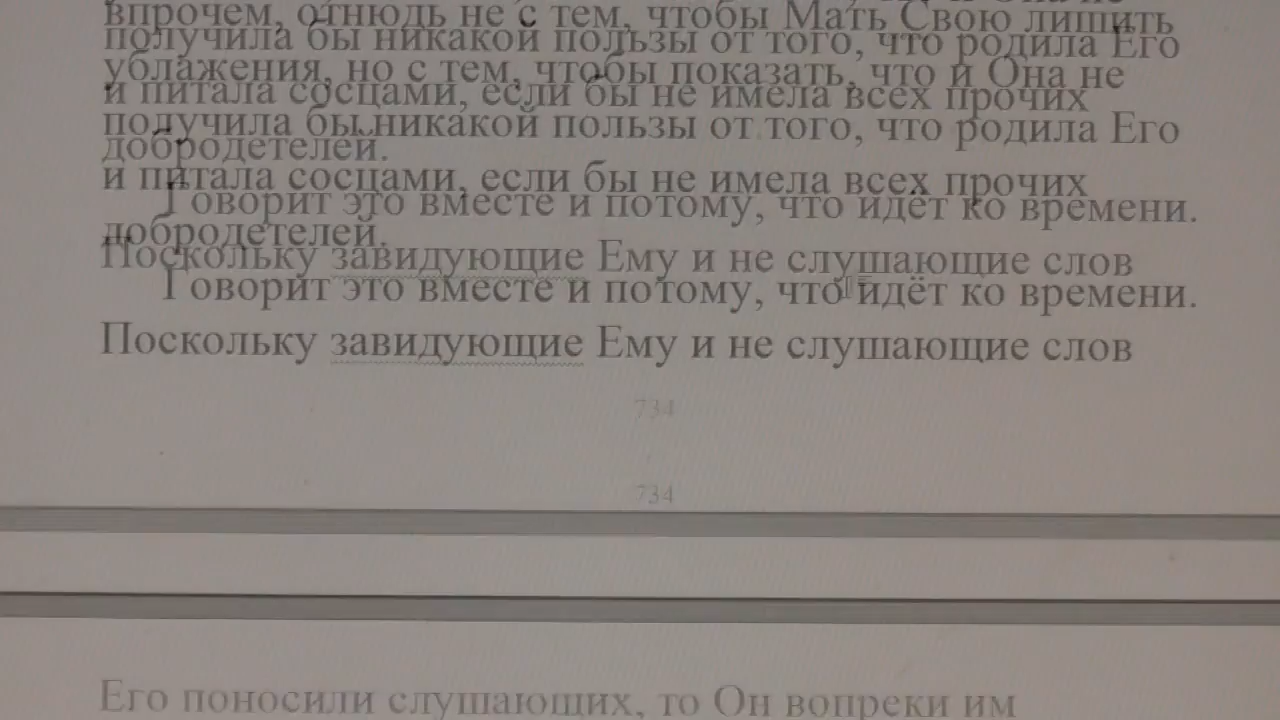 впрочем, отнюдь не с тем, чтобы Мать Свою лишить
получила бы никакой пользы от того, что родила Его
ублажения, но с тем, чтобы показать, что и Она не
и питала сосцами, если бы не имела всех прочих
получила бы никакой пользы от того, что родила Его
добродетелей.
и питала сосцами, если бы не имела всех прочих
Говорит это вместе и потому, что идёт ко времени.
добродетелей.
Поскольку завидующие Ему и не слушающие слов
Говорит это вместе и потому, что идёт ко времени.
Поскольку завидующие Ему и не слушающие слов
734
734
Его поносили слушающих, то Он вопреки им